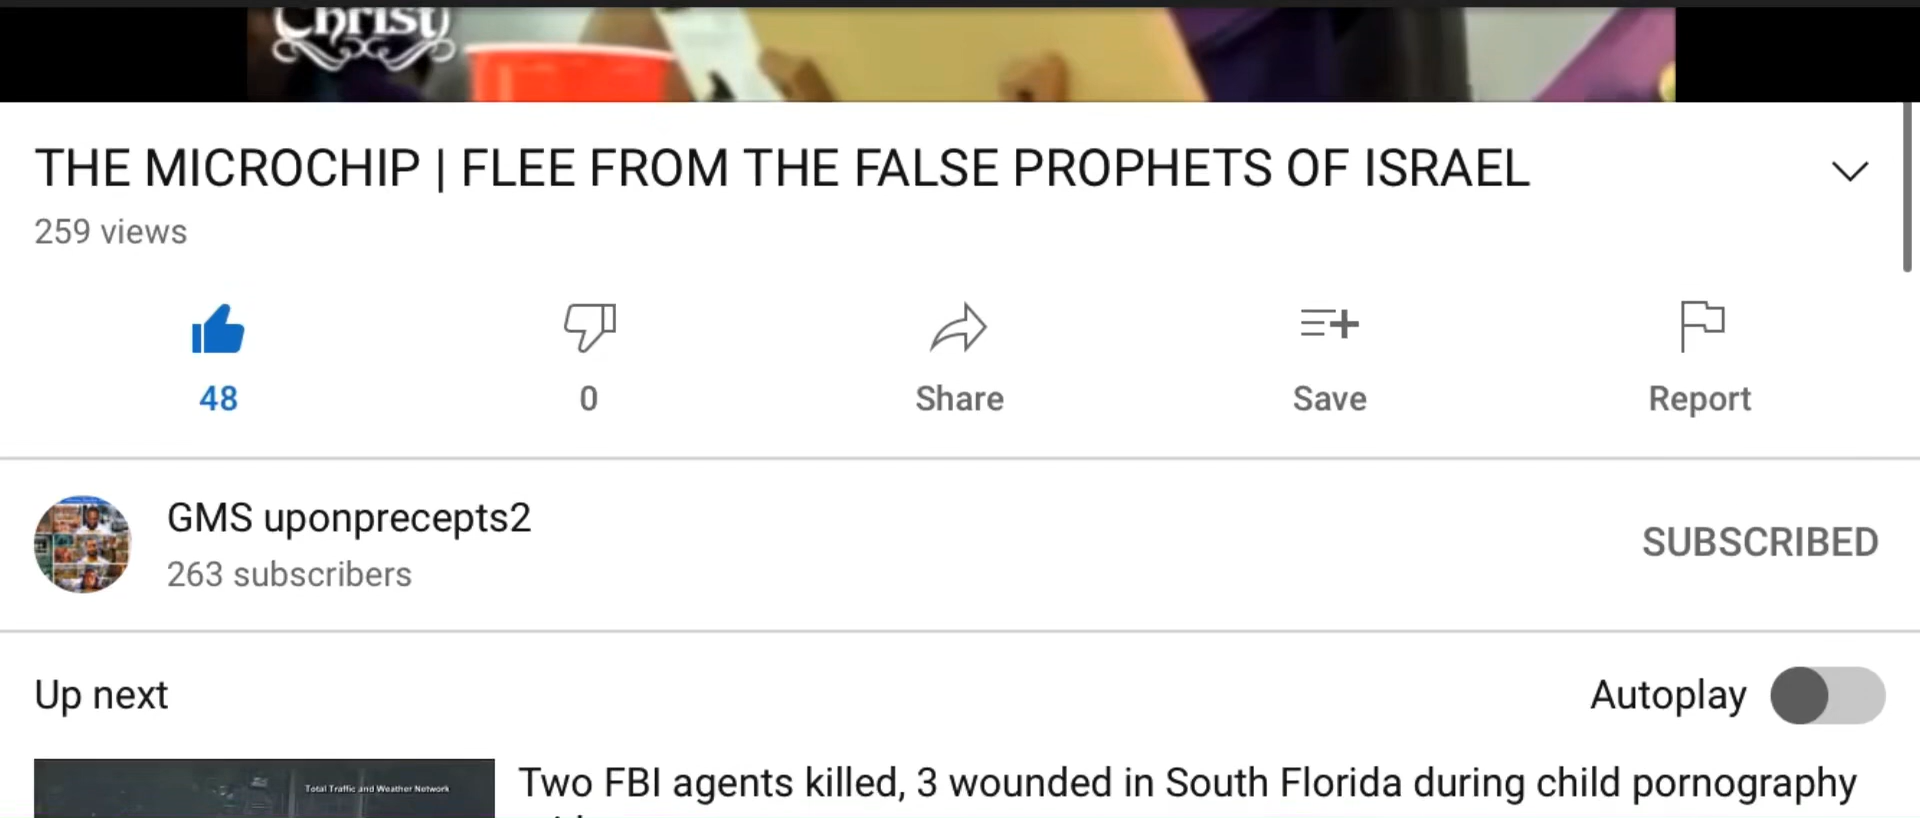 Christ
THE MICROCHIP | FLEE FROM THE FALSE PROPHETS OF ISRAEL
259 views
48
0
Share
Save
Report
GMS uponprecepts2
263 subscribers
SUBSCRIBED
Up next
Autoplay
Total Traffic and Weather Network
Two FBI agents killed, 3 wounded in South Florida during child pornography